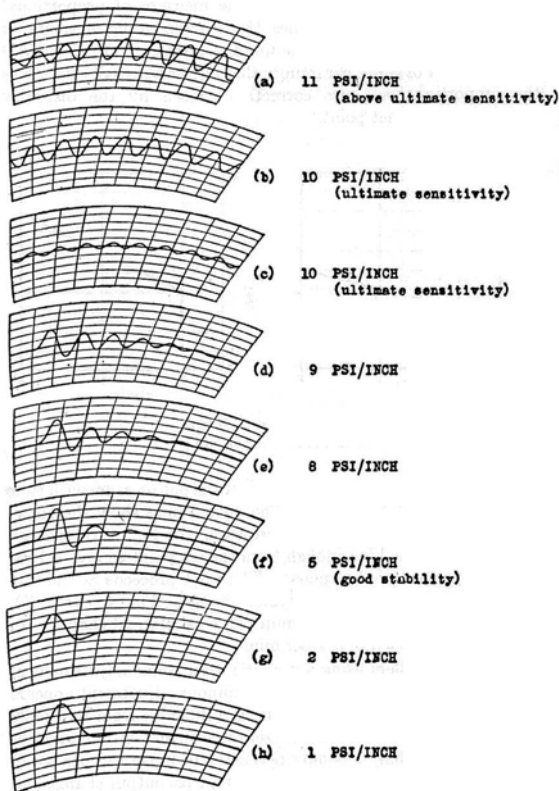 (a) 11 PSI/INCH
(above ultimate sensitivity)
(b) 10 PSI/INCH
(ultimate sensitivity)
(c) 10 PSI/INCH
(ultimate sensitivity)
(d) 9 PSI/INCH
(e) 8 PSI/INCH
(f) 5 PSI/INCH
(good stability)
(g) 2 PSI/INCH
(h) 1 PSI/INCH